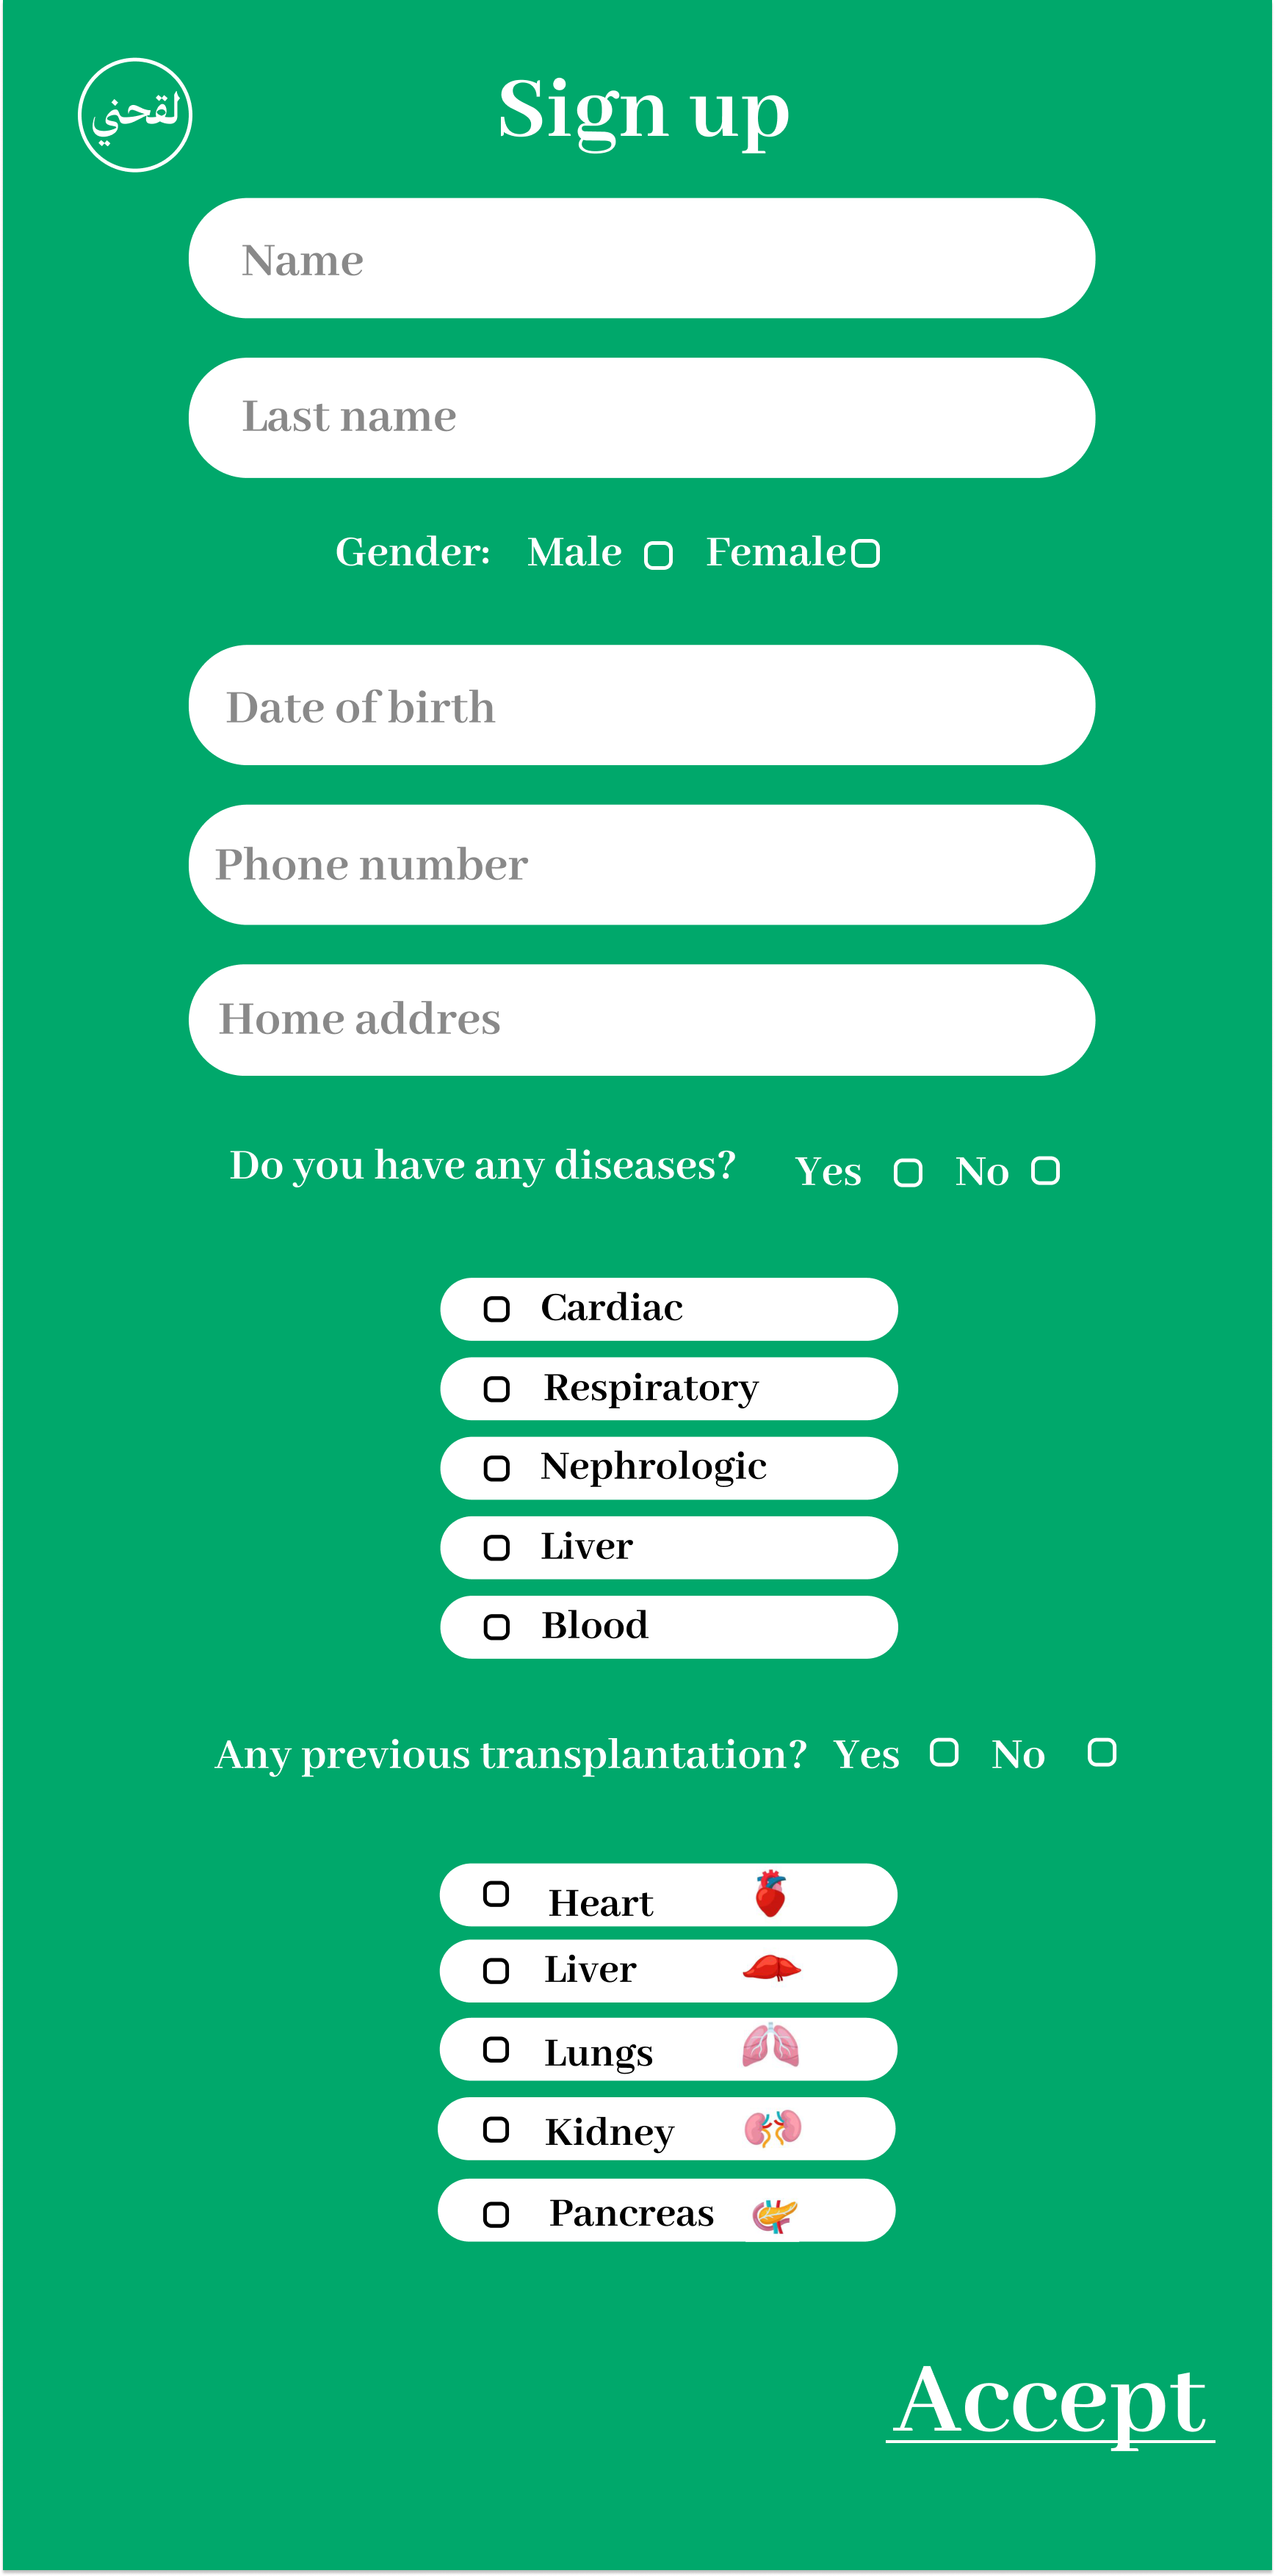 لقحني
Sign up
Name
Last name
Gender: Male Female
Date of birth
Phone number
Home addres
Do you have any diseases? Yes No
Cardiac
Respiratory
Nephrologic
Liver
Blood
Any previous transplantation? Yes No
Heart
Liver
Lungs
Kidney
Pancreas
Accept